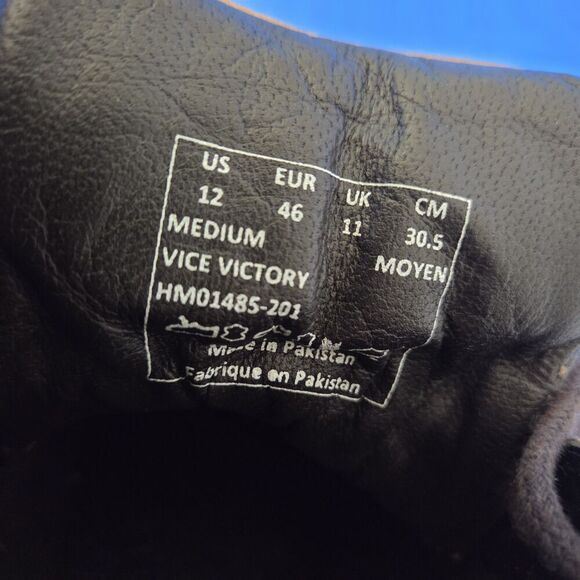 US EUR UK CM
12 46 11 30.5
MEDIUM MOYEN
VICE VICTORY
HM01485-201
Made in Pakistan
Fabrique en Pakistan